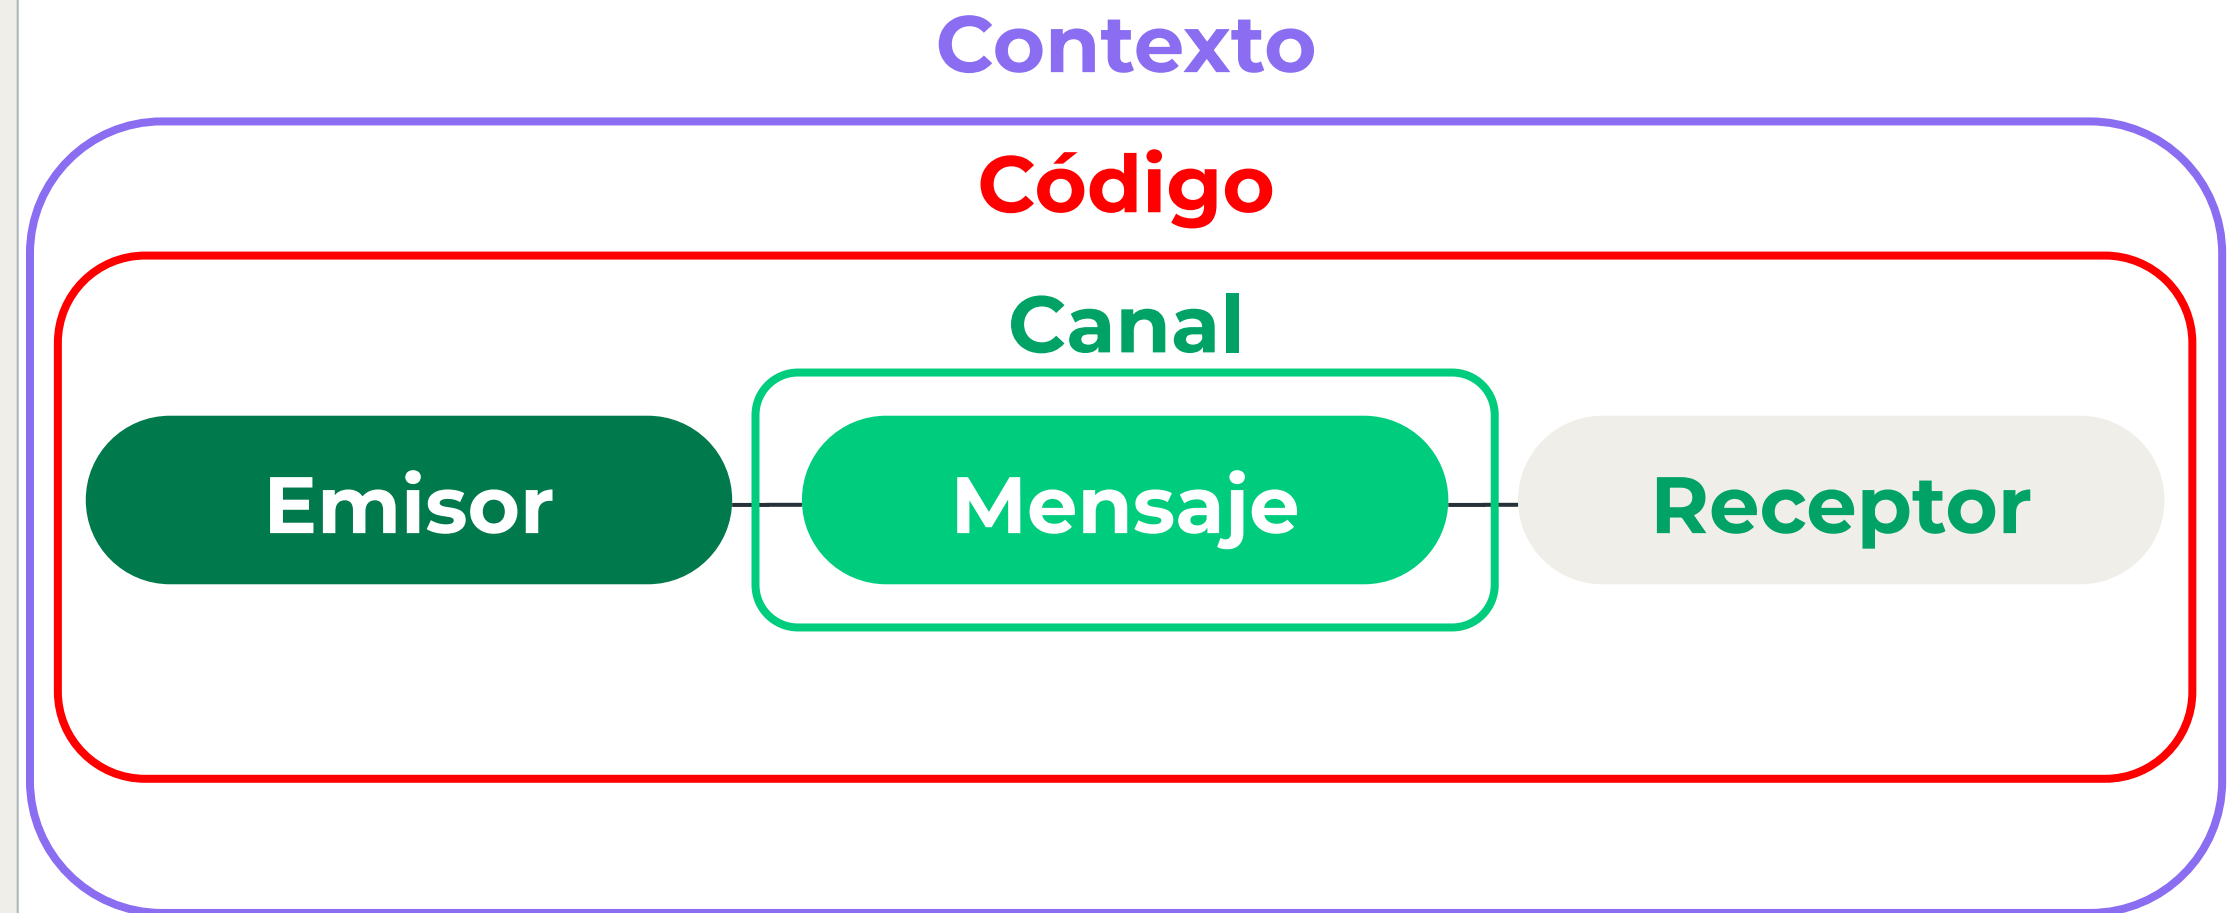 Contexto
Código
Canal
Emisor
Mensaje
Receptor